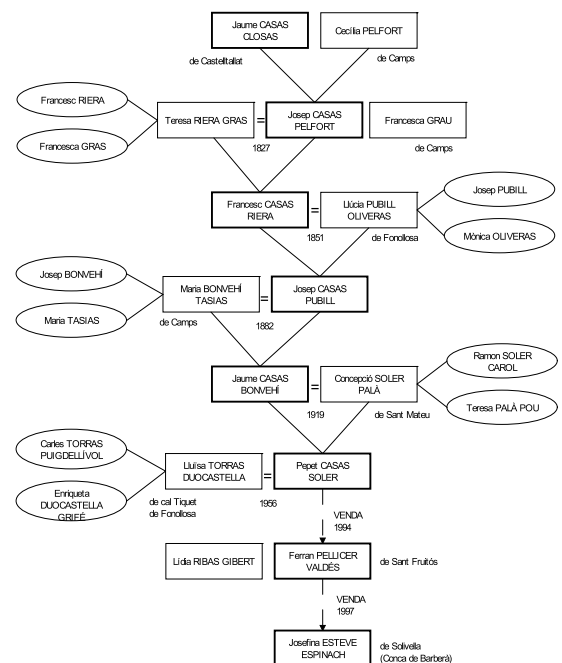 Jaume CASAS
CLOSAS
Cecília PELFORT
de Castelltallat
de Camps
Francesc RIERA
Francesca GRAS
Teresa RIERA GRAS
=
Josep CASAS
PELFORT
Francesca GRAU
1827
de Camps
Francesc CASAS
RIERA
=
Llúcia PUBILL
OLIVERAS
Josep PUBILL
Mònica OLIVERAS
1851
de Fonollosa
Josep BONVEHÍ
Maria TASIAS
Maria BONVEHÍ
TASIAS
=
Josep CASAS
PUBILL
de Camps
1882
Jaume CASAS
BONVEHÍ
=
Concepció SOLER
PALÀ
Ramon SOLER
CAROL
Teresa PALÀ POU
1919
de Sant Mateu
Carles TORRAS
PUIGDELLÍVOL
Enriqueta
DUOCASTELLA
GRIFÉ
Lluïsa TORRAS
DUOCASTELLA
=
Pepet CASAS
SOLER
de cal Tiquet
de Fonollosa
1956
VENDA
1994
Lídia RIBAS GIBERT
Ferran PELLICER
VALDÉS
de Sant Fruitós
VENDA
1997
Josefina ESTEVE
ESPINACH
de Solivella
(Conca de Barberà)